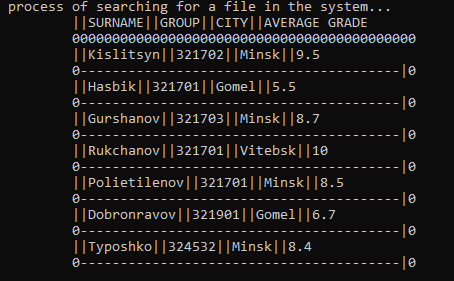 process of searching for a file in the system...
||SURNAME||GROUP||CITY||AVERAGE GRADE
0000000000000000000000000000000000000000000
||Kislitsyn||321702||Minsk||9.5
0----------------------------------------|0
||Hasbik||321701||Gomel||5.5
0----------------------------------------|0
||Gurshanov||321703||Minsk||8.7
0----------------------------------------|0
||Rukchanov||321701||Vitebsk||10
0----------------------------------------|0
||Polietilenov||321701||Minsk||8.5
0----------------------------------------|0
||Dobronravov||321901||Gomel||6.7
0----------------------------------------|0
||Typoshko||324532||Minsk||8.4
0----------------------------------------|0